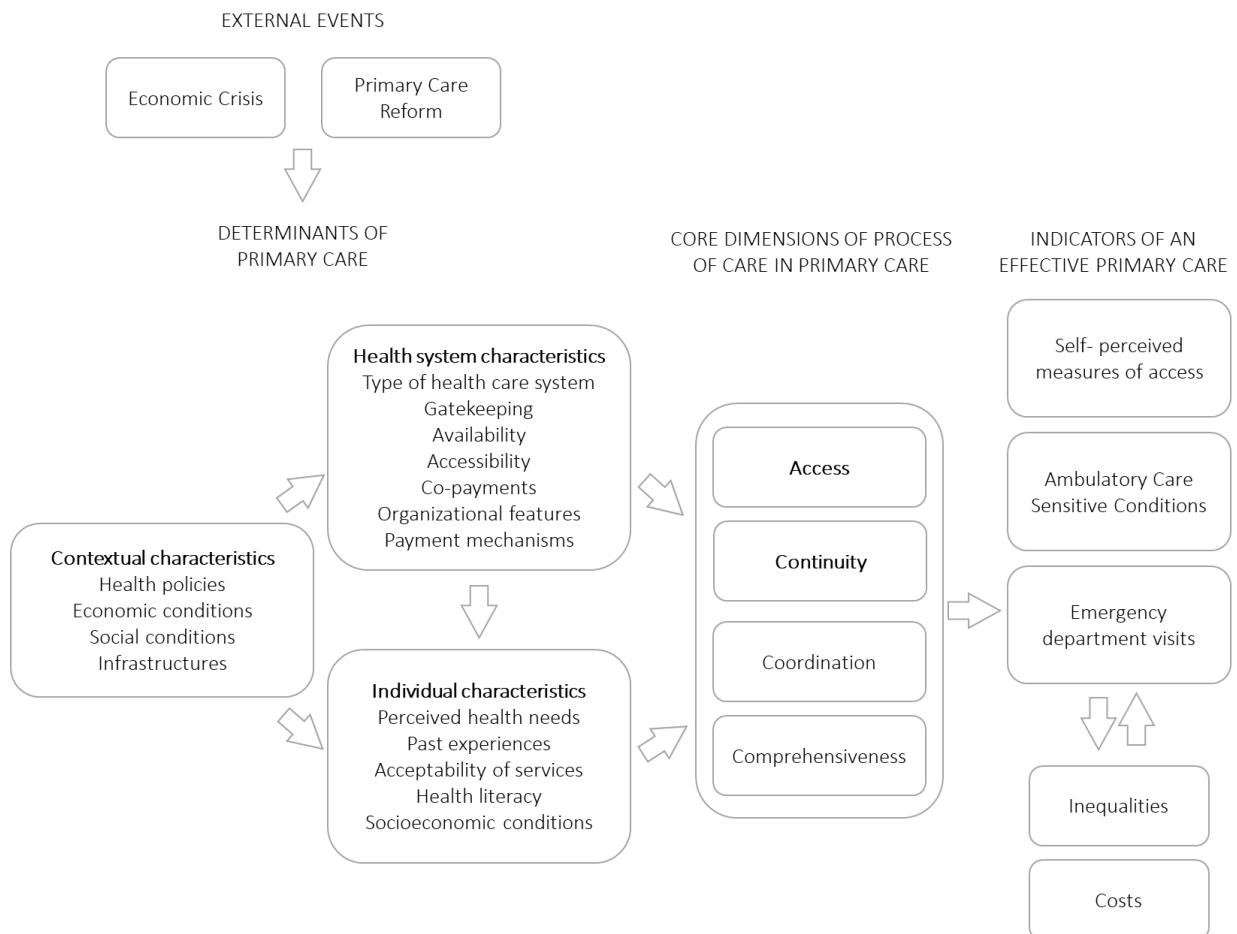 EXTERNAL EVENTS
Economic Crisis
Primary Care
Reform
DETERMINANTS OF
PRIMARY CARE
CORE DIMENSIONS OF PROCESS
OF CARE IN PRIMARY CARE
INDICATORS OF AN
EFFECTIVE PRIMARY CARE
Contextual characteristics
Health policies
Economic conditions
Social conditions
Infrastructures
Health system characteristics
Type of health care system
Gatekeeping
Availability
Accessibility
Co-payments
Organizational features
Payment mechanisms
Individual characteristics
Perceived health needs
Past experiences
Acceptability of services
Health literacy
Socioeconomic conditions
Access
Continuity
Coordination
Comprehensiveness
Self- perceived
measures of access
Ambulatory Care
Sensitive Conditions
Emergency
department visits
Inequalities
Costs